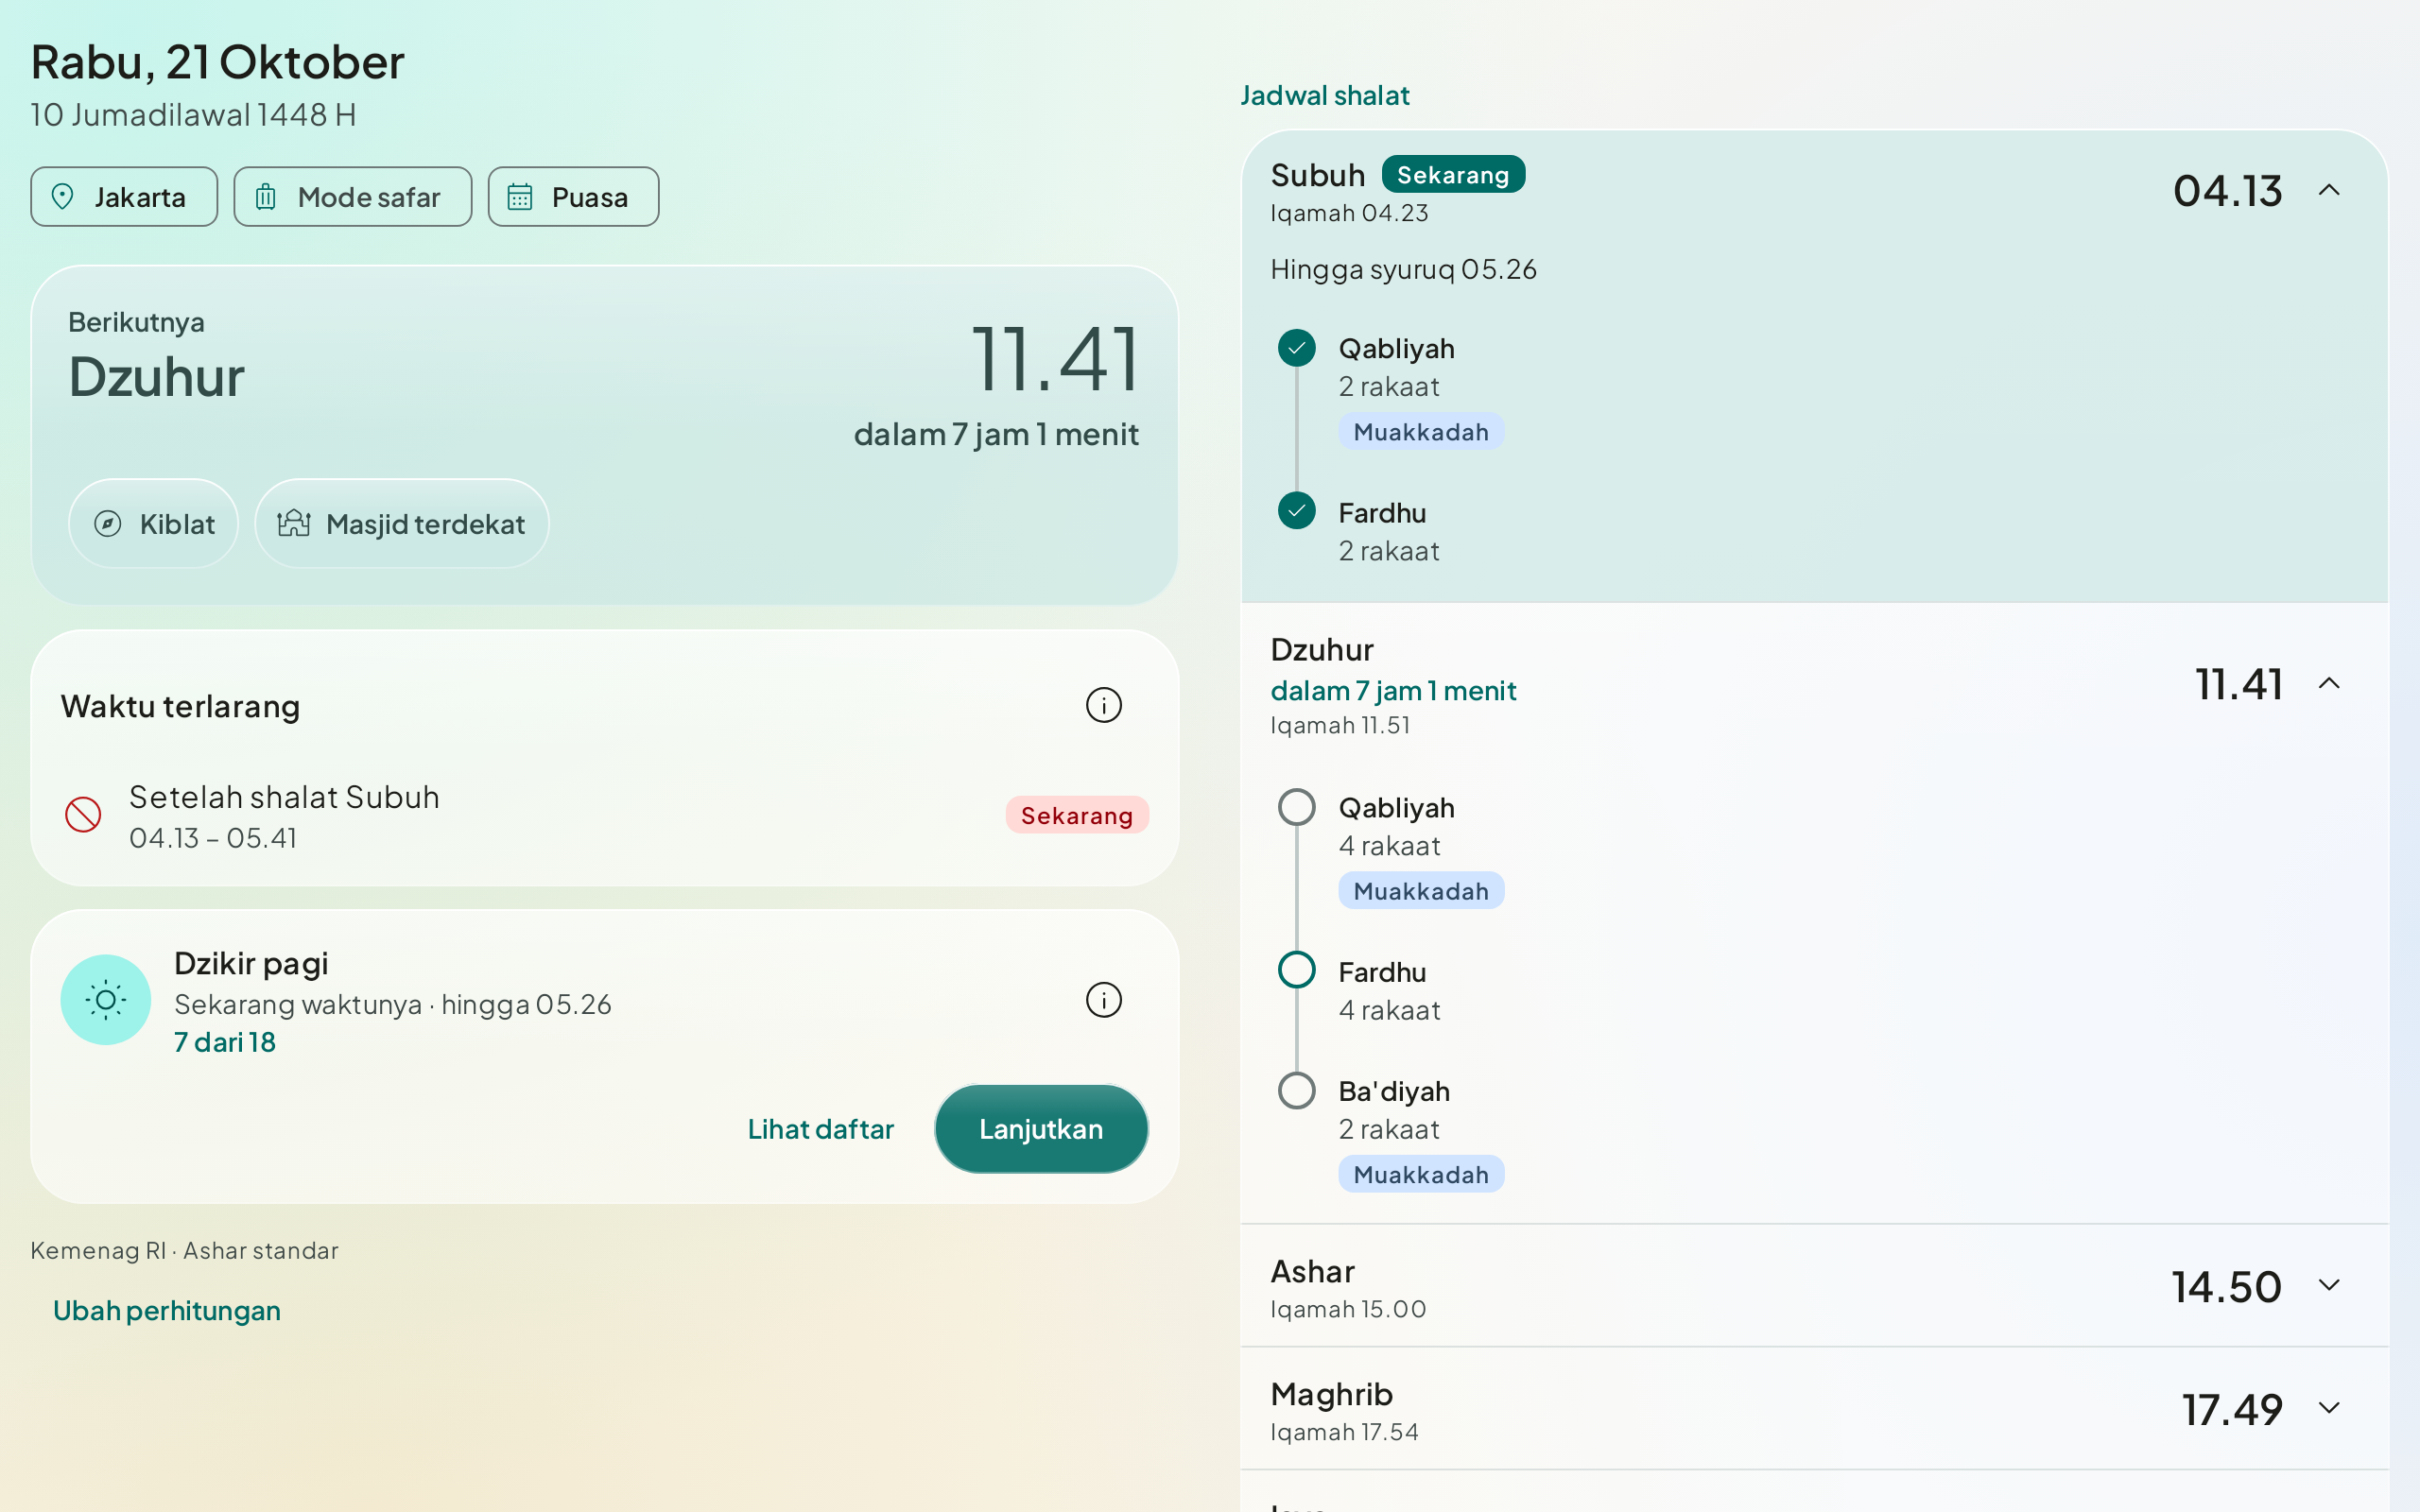 Rabu, 21 Oktober
10 Jumadilawal 1448 H
Jakarta
Mode safar
Puasa
Berikutnya
Dzuhur
11.41
dalam 7 jam 1 menit
Kiblat
Masjid terdekat
Waktu terlarang
Setelah shalat Subuh
04.13 – 05.41
Sekarang
Dzikir pagi
Sekarang waktunya · hingga 05.26
7 dari 18
Lihat daftar
Lanjutkan
Kemenag RI · Ashar standar
Ubah perhitungan
Jadwal shalat
Subuh
Sekarang
Iqamah 04.23
04.13
Hingga syuruq 05.26
Qabliyah
2 rakaat
Muakkadah
Fardhu
2 rakaat
Dzuhur
dalam 7 jam 1 menit
Iqamah 11.51
11.41
Qabliyah
4 rakaat
Muakkadah
Fardhu
4 rakaat
Ba'diyah
2 rakaat
Muakkadah
Ashar
Iqamah 15.00
14.50
Maghrib
Iqamah 17.54
17.49